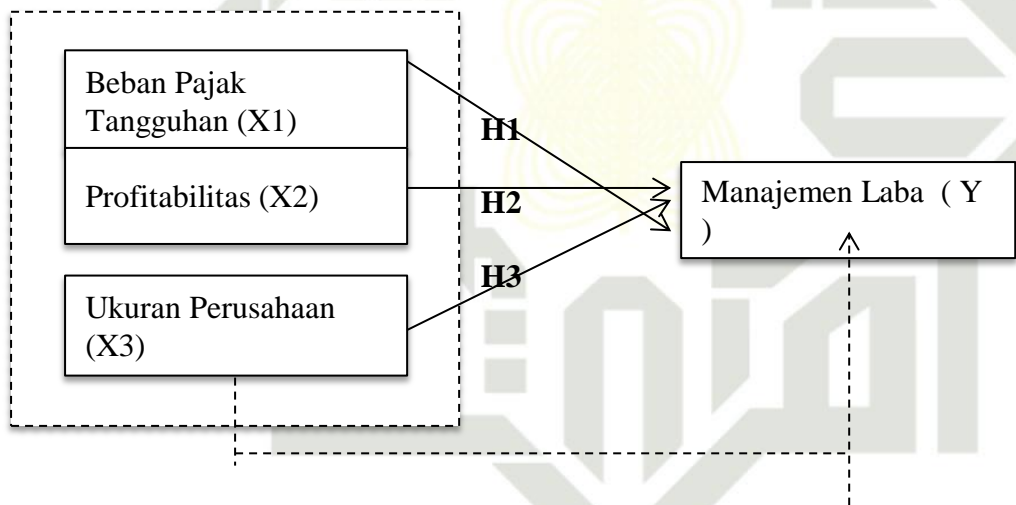 Beban Pajak
Tangguhan (X1)
H1
Profitabilitas (X2)
H2
Manajemen Laba ( Y
)
H3
Ukuran Perusahaan
(X3)